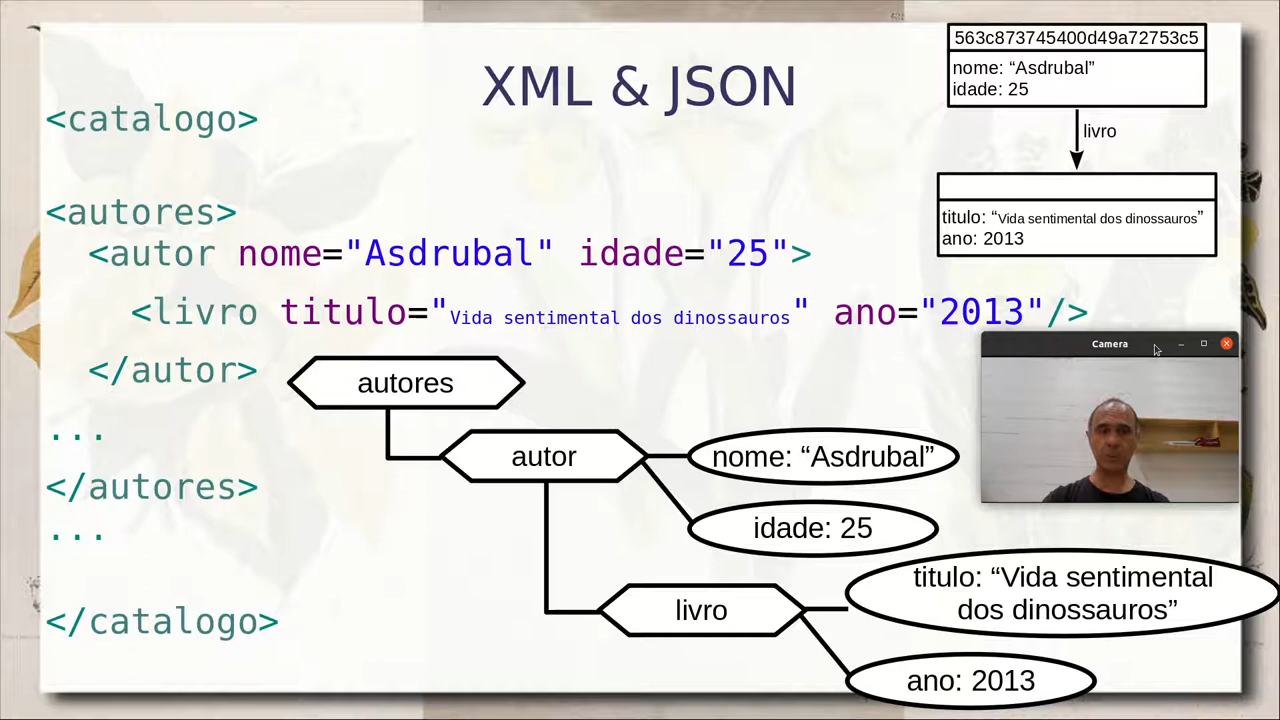 XML & JSON
<catalogo>
<autores>
<autor nome="Asdrubal" idade="25">
<livro titulo="Vida sentimental dos dinossauros" ano="2013"/>
</autor>
...
</autores>
...
</catalogo>
563c873745400d49a72753c5
nome: “Asdrubal”
idade: 25
livro
titulo: “Vida sentimental dos dinossauros”
ano: 2013
Camera
autores
autor
nome: “Asdrubal”
idade: 25
livro
titulo: “Vida sentimental
dos dinossauros”
ano: 2013